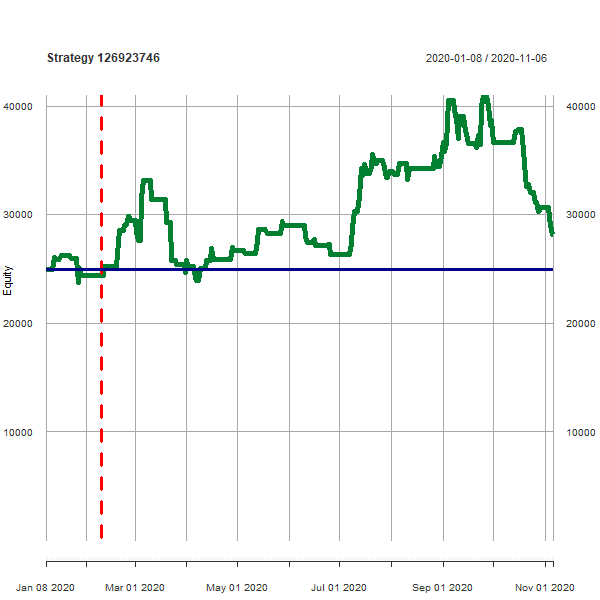 Strategy 126923746
2020-01-08 / 2020-11-06
40000
40000
30000
30000
Equity
20000
20000
10000
10000
Jan 08 2020
Mar 01 2020
May 01 2020
Jul 01 2020
Sep 01 2020
Nov 01 2020